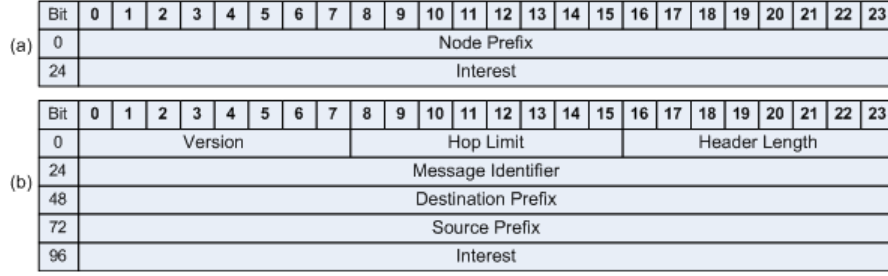 Bit 0 1 2 3 4 5 6 7 8 9 10 11 12 13 14 15 16 17 18 19 20 21 22 23
(a) 0 Node Prefix
24 Interest
Bit 0 1 2 3 4 5 6 7 8 9 10 11 12 13 14 15 16 17 18 19 20 21 22 23
0 Version Hop Limit Header Length
24 Message Identifier
(b) 48 Destination Prefix
72 Source Prefix
96 Interest